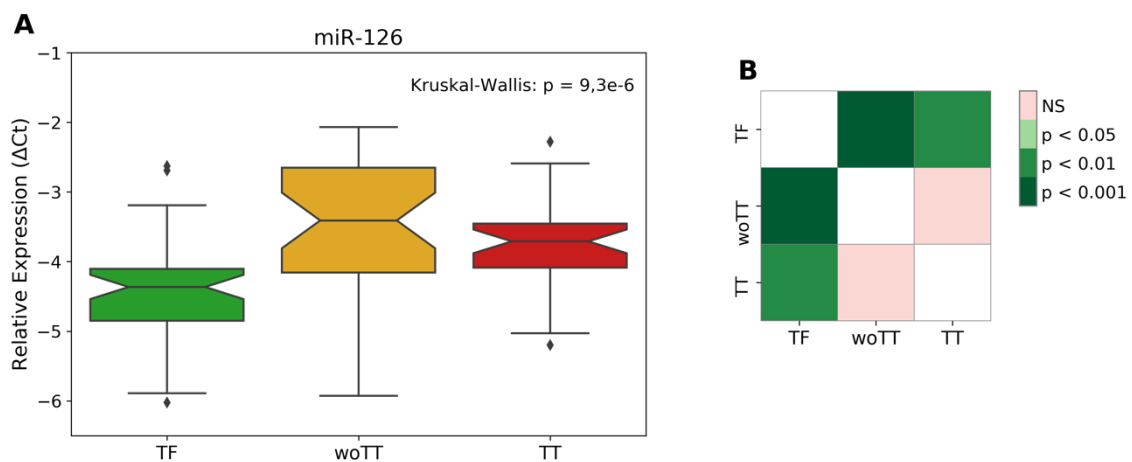 A
miR-126
Kruskal-Wallis: p = 9,3e-6
Relative Expression (ΔCt)
−1
−2
−3
−4
−5
−6
TF
woTT
TT
B
TF
woTT
TT
TF
woTT
TT
NS
p < 0.05
p < 0.01
p < 0.001